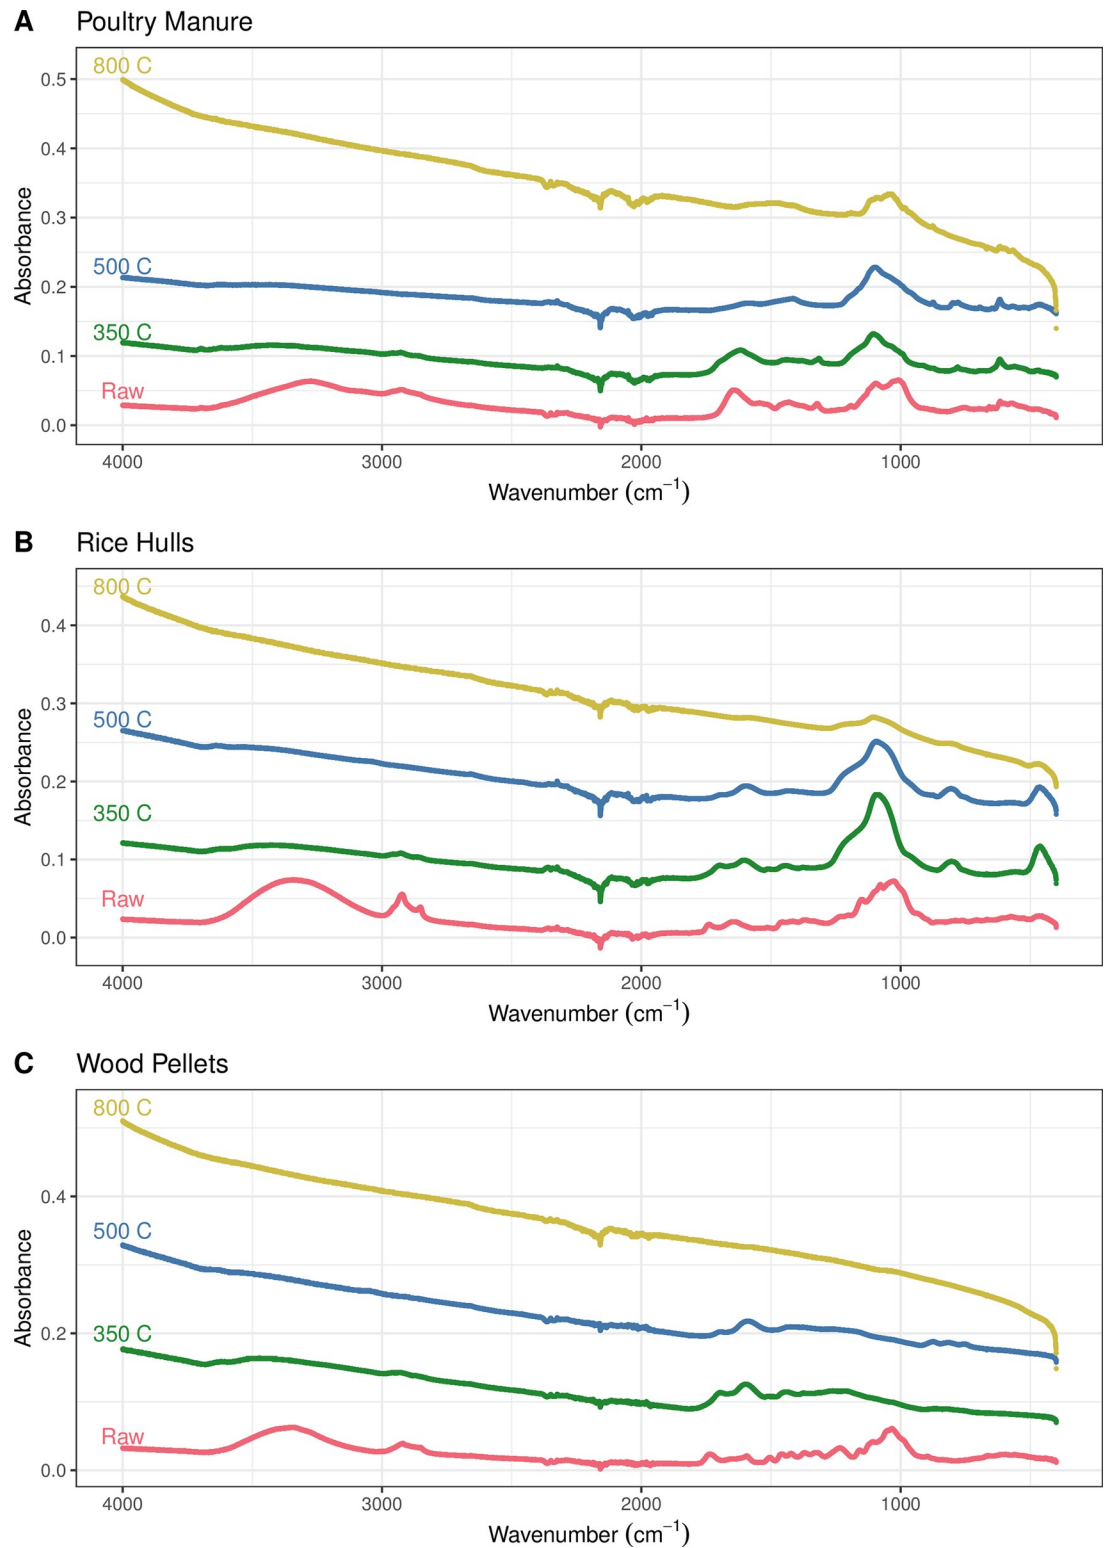 A Poultry Manure
800 C
0.5
0.4
0.3
500 C
0.2
350 C
0.1
Raw
0.0
Absorbance
4000 3000 2000 1000
Wavenumber (cm⁻¹)
B Rice Hulls
800 C
0.4
0.3
500 C
0.2
350 C
0.1
Raw
0.0
Absorbance
4000 3000 2000 1000
Wavenumber (cm⁻¹)
C Wood Pellets
800 C
0.4
500 C
0.2
350 C
Raw
0.0
Absorbance
4000 3000 2000 1000
Wavenumber (cm⁻¹)